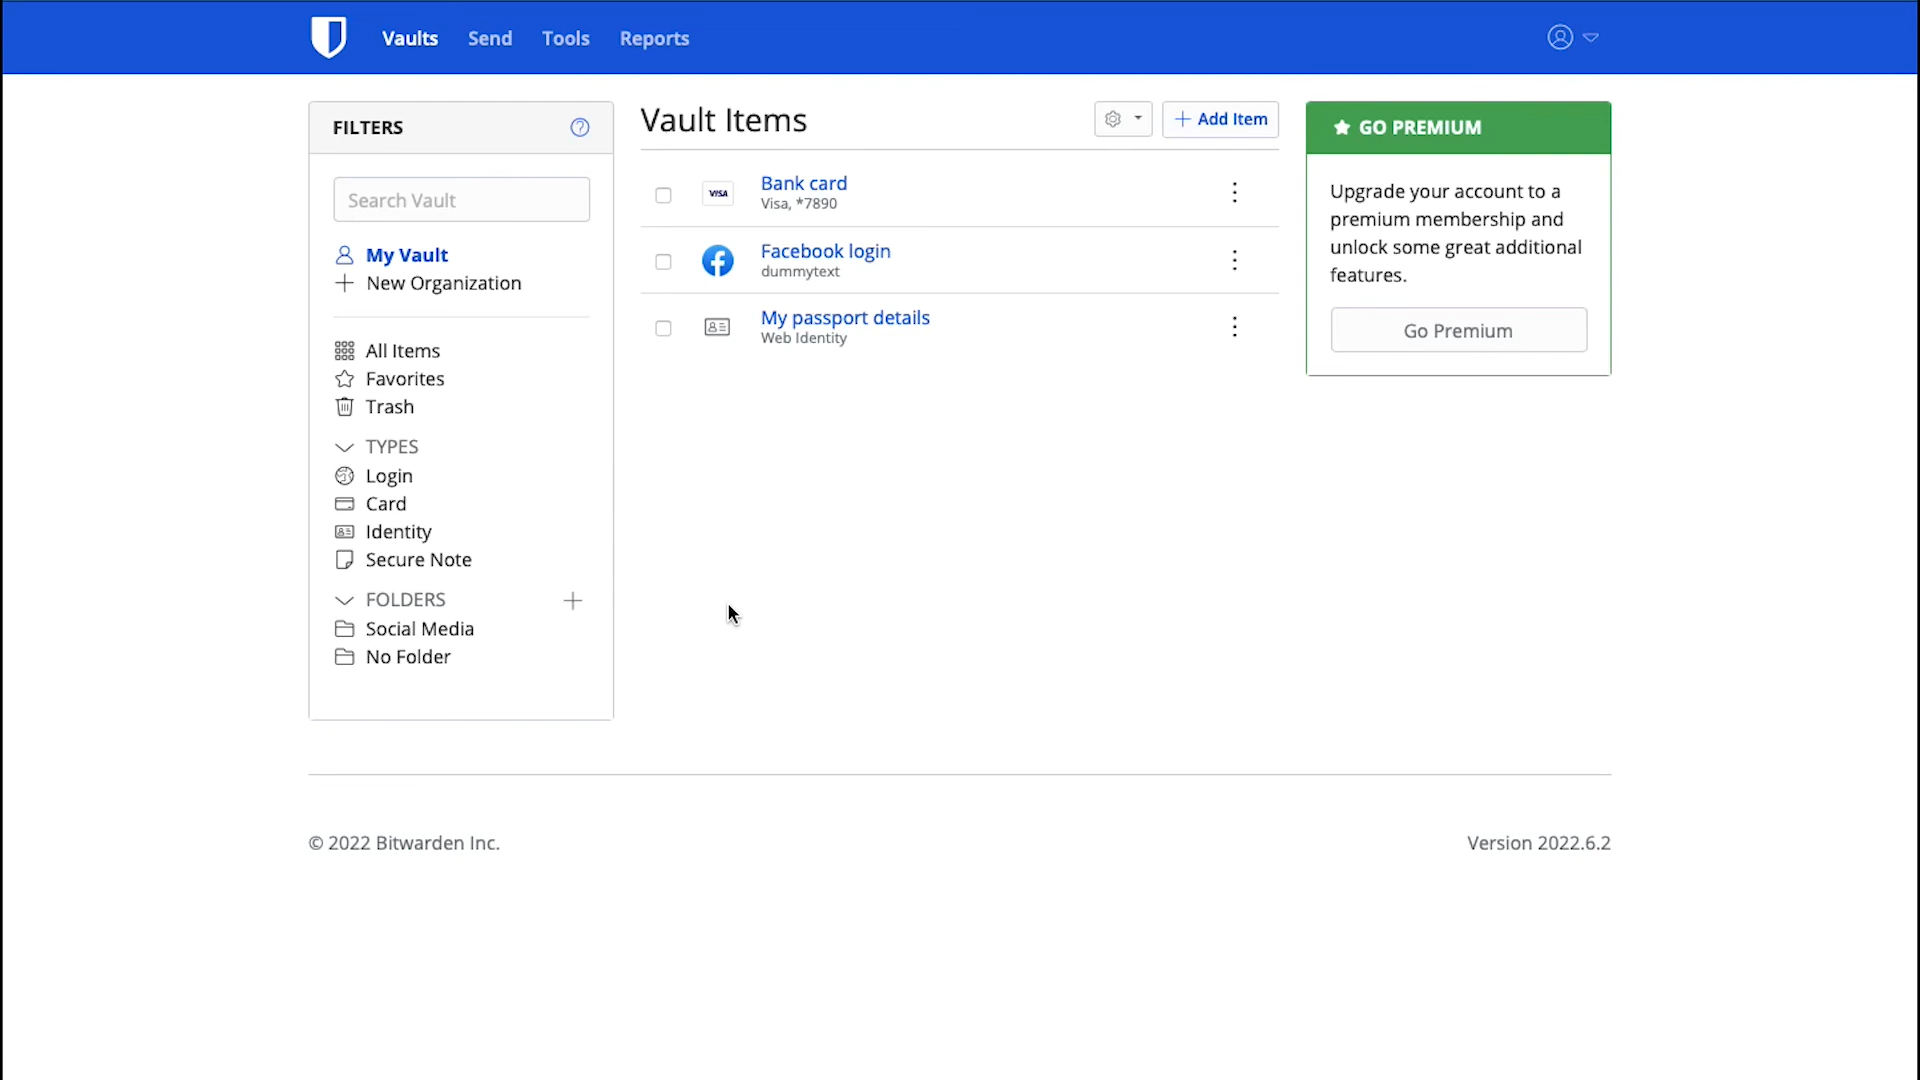 Vaults Send Tools Reports
FILTERS
Search Vault
My Vault
New Organization
All Items
Favorites
Trash
TYPES
Login
Card
Identity
Secure Note
FOLDERS
Social Media
No Folder
Vault Items
Add Item
VISA
Bank card
Visa, *7890
Facebook login
dummytext
My passport details
Web Identity
GO PREMIUM
Upgrade your account to a
premium membership and
unlock some great additional
features.
Go Premium
© 2022 Bitwarden Inc.
Version 2022.6.2